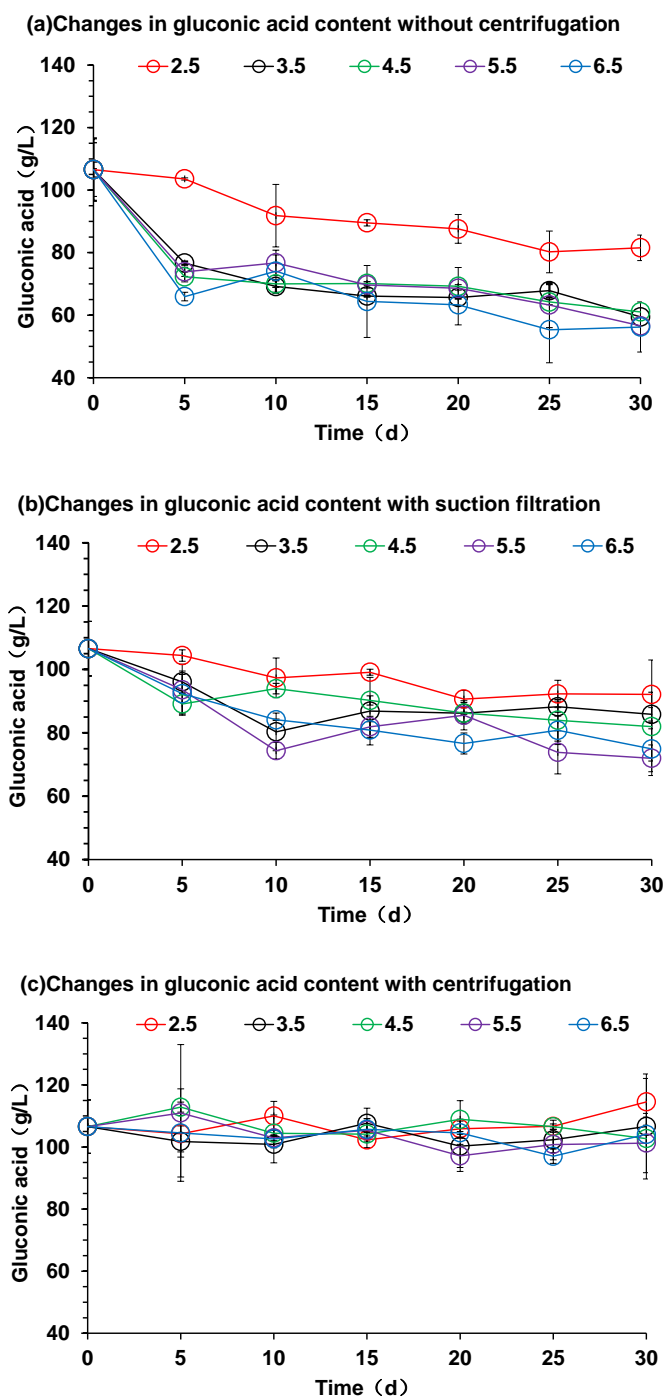 (a)Changes in gluconic acid content without centrifugation
2.5 3.5 4.5 5.5 6.5
140
120
100
80
60
40
Gluconic acid (g/L)
0 5 10 15 20 25 30
Time（d）
(b)Changes in gluconic acid content with suction filtration
2.5 3.5 4.5 5.5 6.5
140
120
100
80
60
40
Gluconic acid（g/L）
0 5 10 15 20 25 30
Time（d）
(c)Changes in gluconic acid content with centrifugation
2.5 3.5 4.5 5.5 6.5
140
120
100
80
60
40
Gluconic acid（g/L）
0 5 10 15 20 25 30
Time（d）